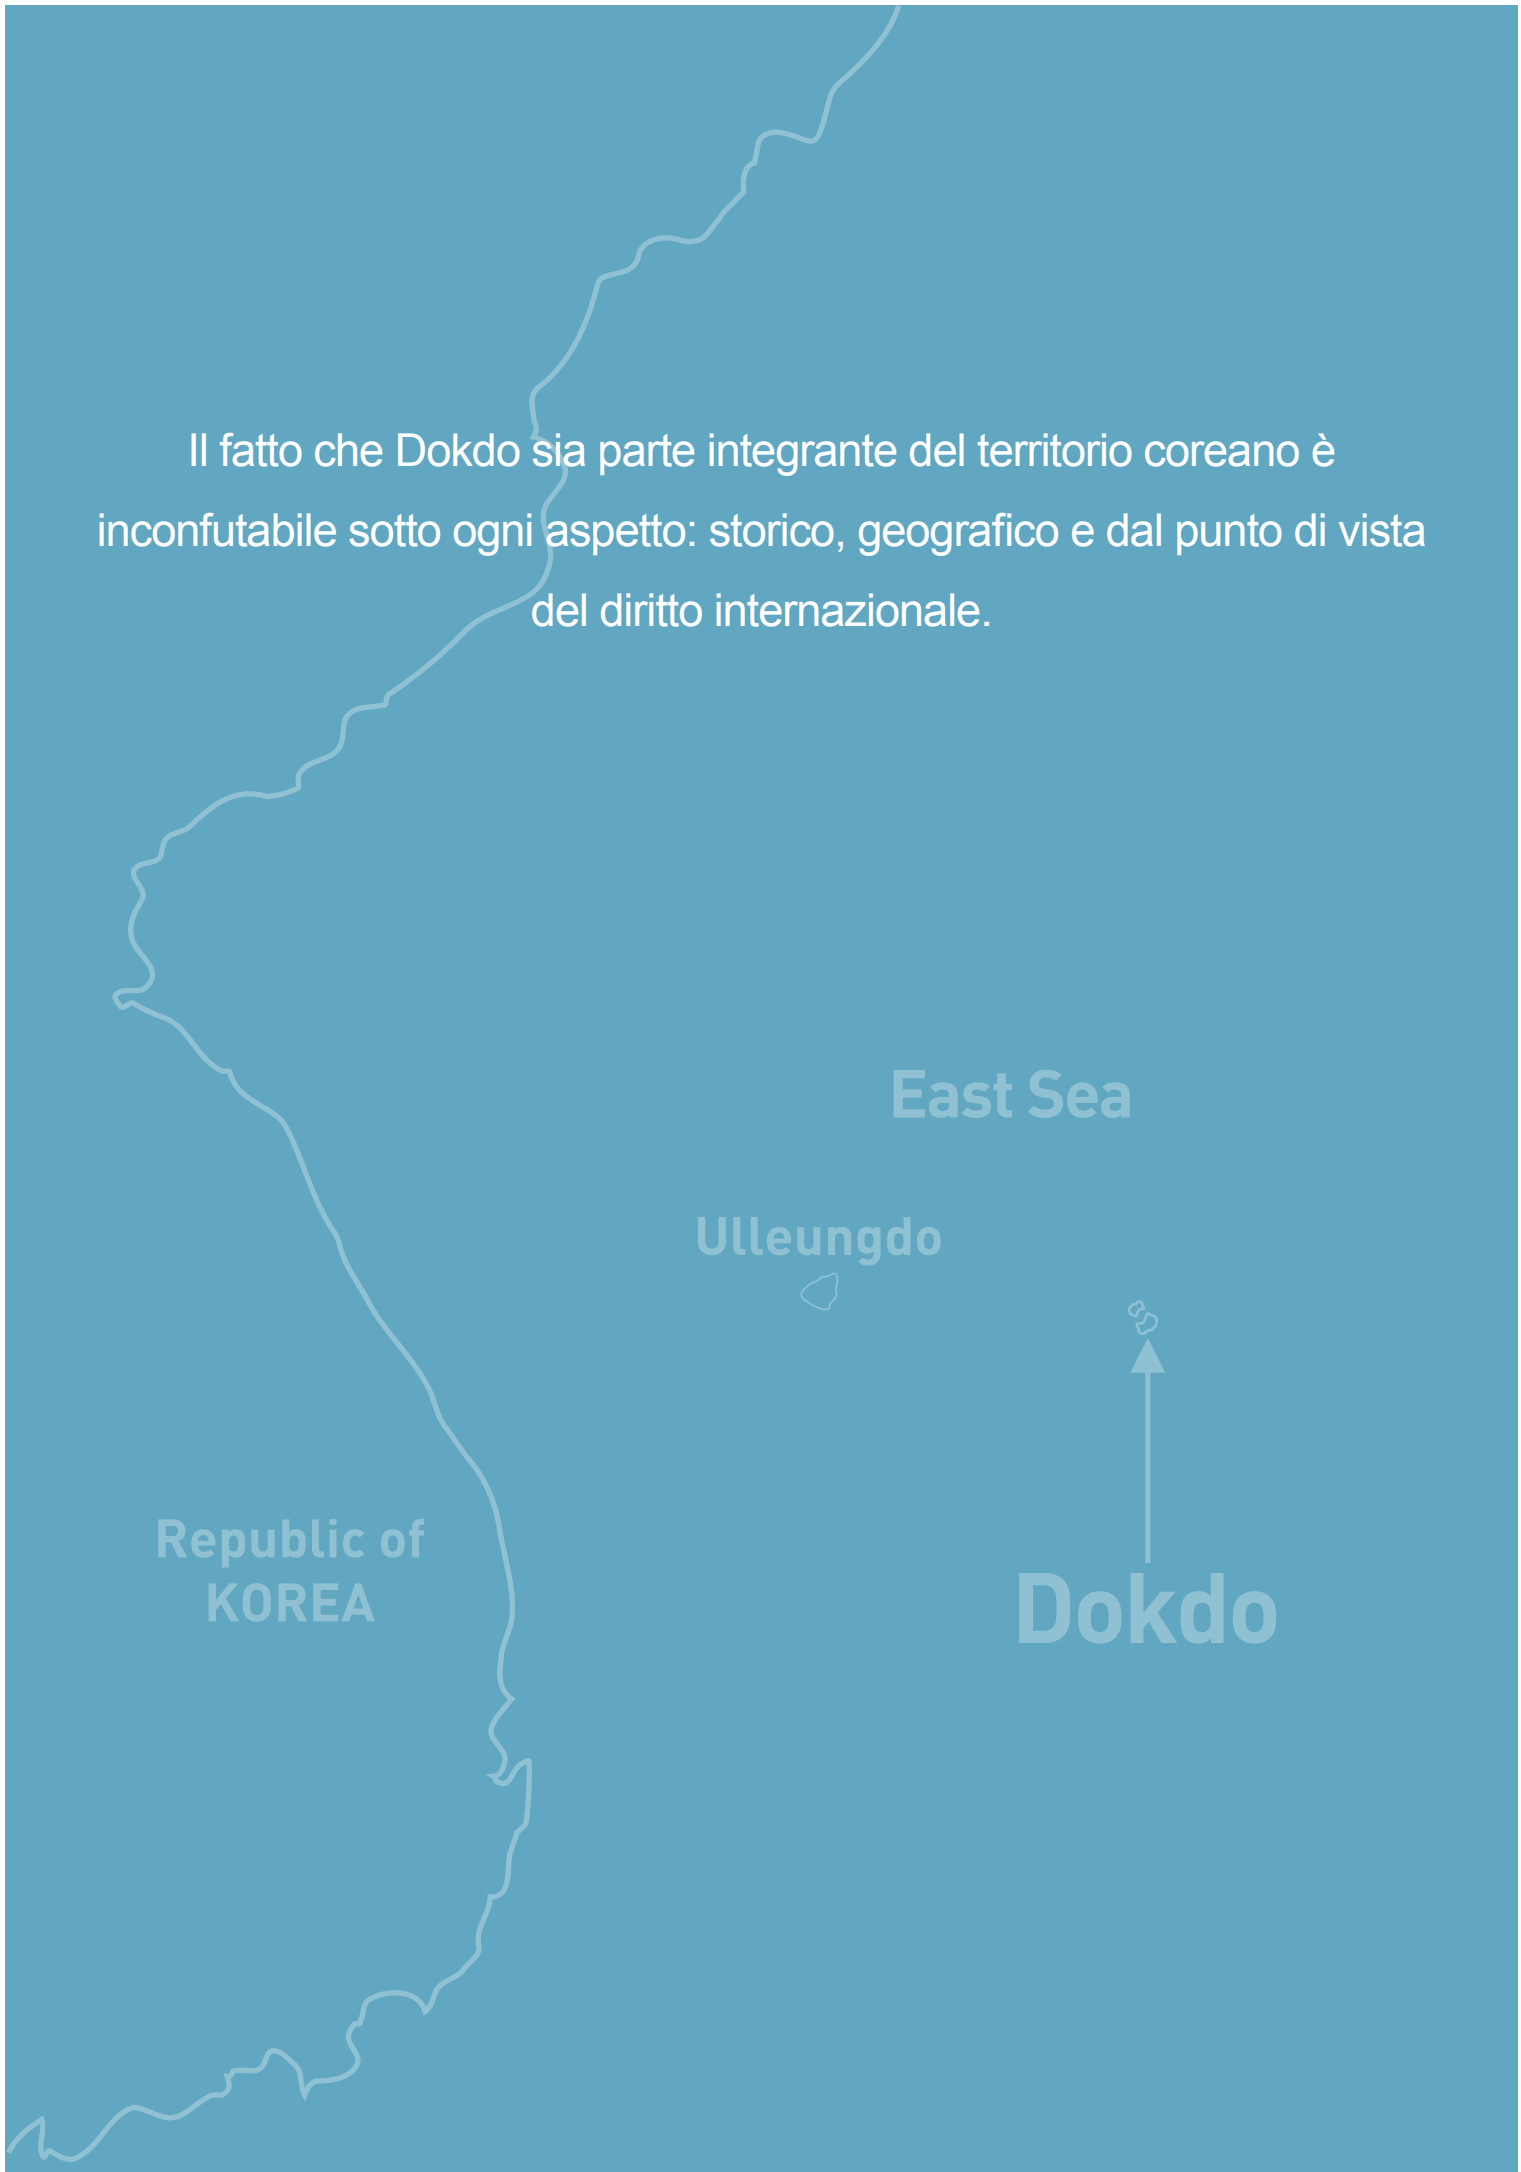 Il fatto che Dokdo sia parte integrante del territorio coreano è
inconfutabile sotto ogni aspetto: storico, geografico e dal punto di vista
del diritto internazionale.
East Sea
Ulleungdo
Republic of
KOREA
Dokdo